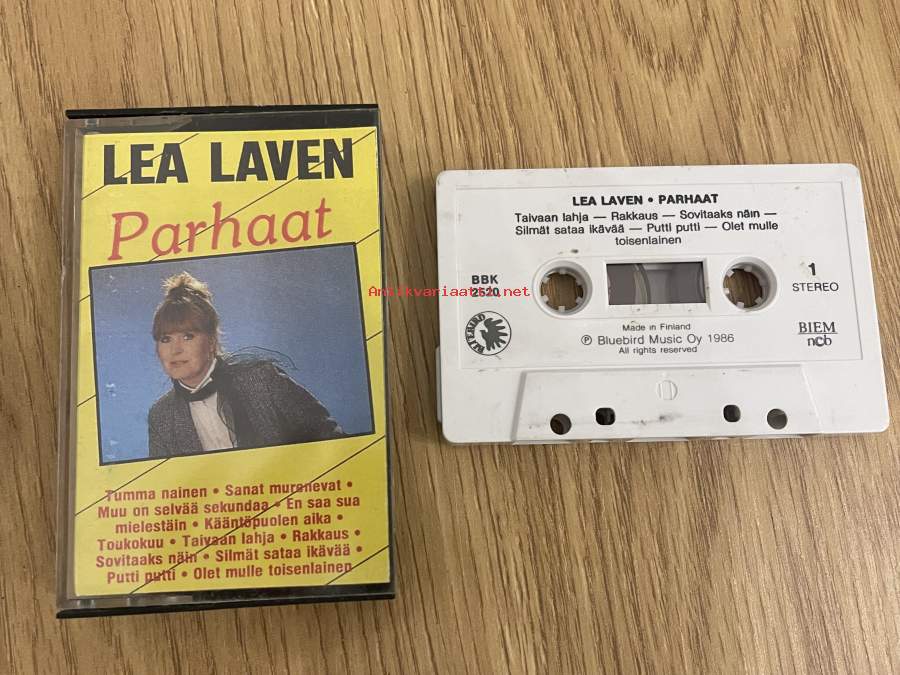 LEA LAVEN
Parhaat
Tumma nainen • Sanat murenevat •
Muu on selvää sekundaa • En saa sua
mielestäin • Kääntöpuolen aika •
Toukokuu • Taivaan lahja • Rakkaus •
Sovitaaks näin • Silmät sataa ikävää •
Putti putti • Olet mulle toisenlainen
LEA LAVEN • PARHAAT
Taivaan lahja — Rakkaus — Sovitaaks näin —
Silmät sataa ikävää — Putti putti — Olet mulle
toisenlainen
BBK
2520
1
STEREO
BLUEBIRD
Made in Finland
℗ Bluebird Music Oy 1986
All rights reserved
BIEM
ncb
Antiikvariaatti.net